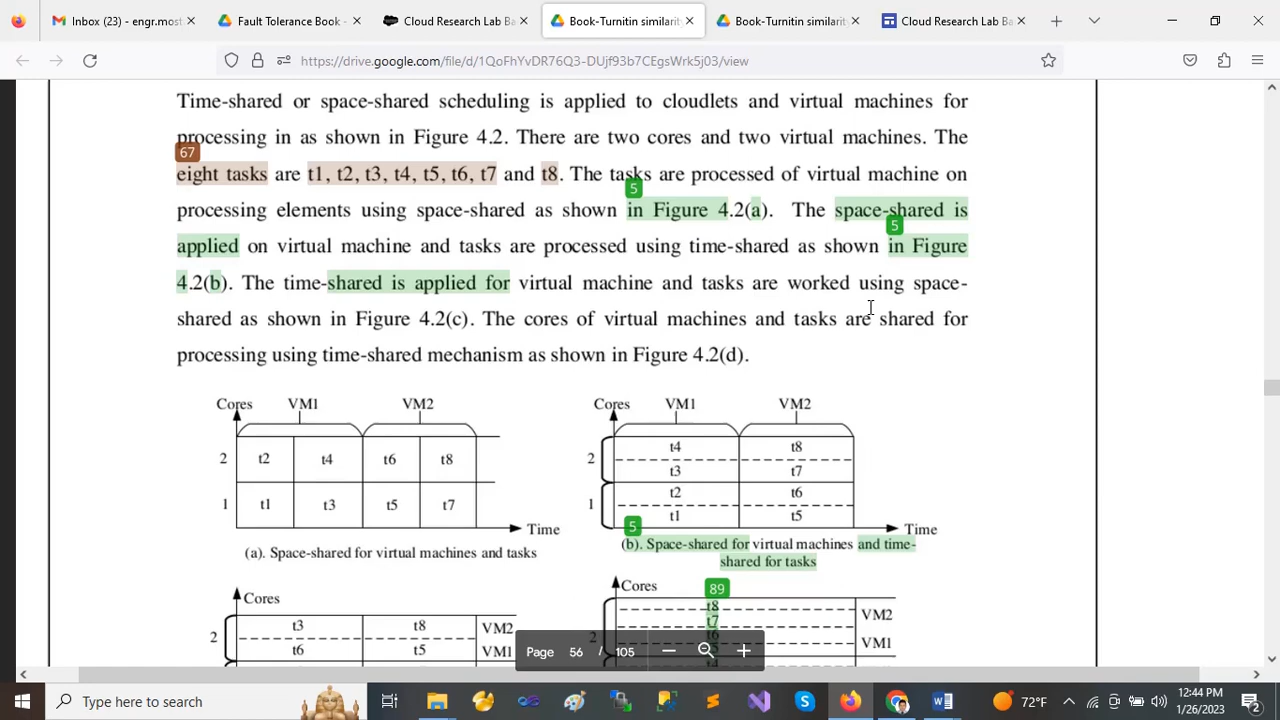 Inbox (23) - engr.most
Fault Tolerance Book -
Cloud Research Lab Ba
Book-Turnitin similarit
Book-Turnitin similarit
Cloud Research Lab Ba
https://drive.google.com/file/d/1QoFhYvDR76Q3-DUjf93b7CEgsWrk5j03/view
Time-shared or space-shared scheduling is applied to cloudlets and virtual machines for
processing in as shown in Figure 4.2. There are two cores and two virtual machines. The
67
eight tasks are t1, t2, t3, t4, t5, t6, t7 and t8. The tasks are processed of virtual machine on
5
processing elements using space-shared as shown in Figure 4.2(a). The space-shared is
5
applied on virtual machine and tasks are processed using time-shared as shown in Figure
4.2(b). The time-shared is applied for virtual machine and tasks are worked using space-
shared as shown in Figure 4.2(c). The cores of virtual machines and tasks are shared for
processing using time-shared mechanism as shown in Figure 4.2(d).
Cores VM1 VM2
2 t2 t4 t6 t8
1 t1 t3 t5 t7
Time
(a). Space-shared for virtual machines and tasks
Cores VM1 VM2
t4 t8
2
t3 t7
t2 t6
1
t1 t5
5
Time
(b). Space-shared for virtual machines and time-
shared for tasks
Cores
t3 t8 VM2
2
t6 t5 VM1
Cores
89
t8
t7
VM2
t6
2
VM1
t4
Page 56 / 105
Type here to search
72°F
12:44 PM
1/26/2023
2